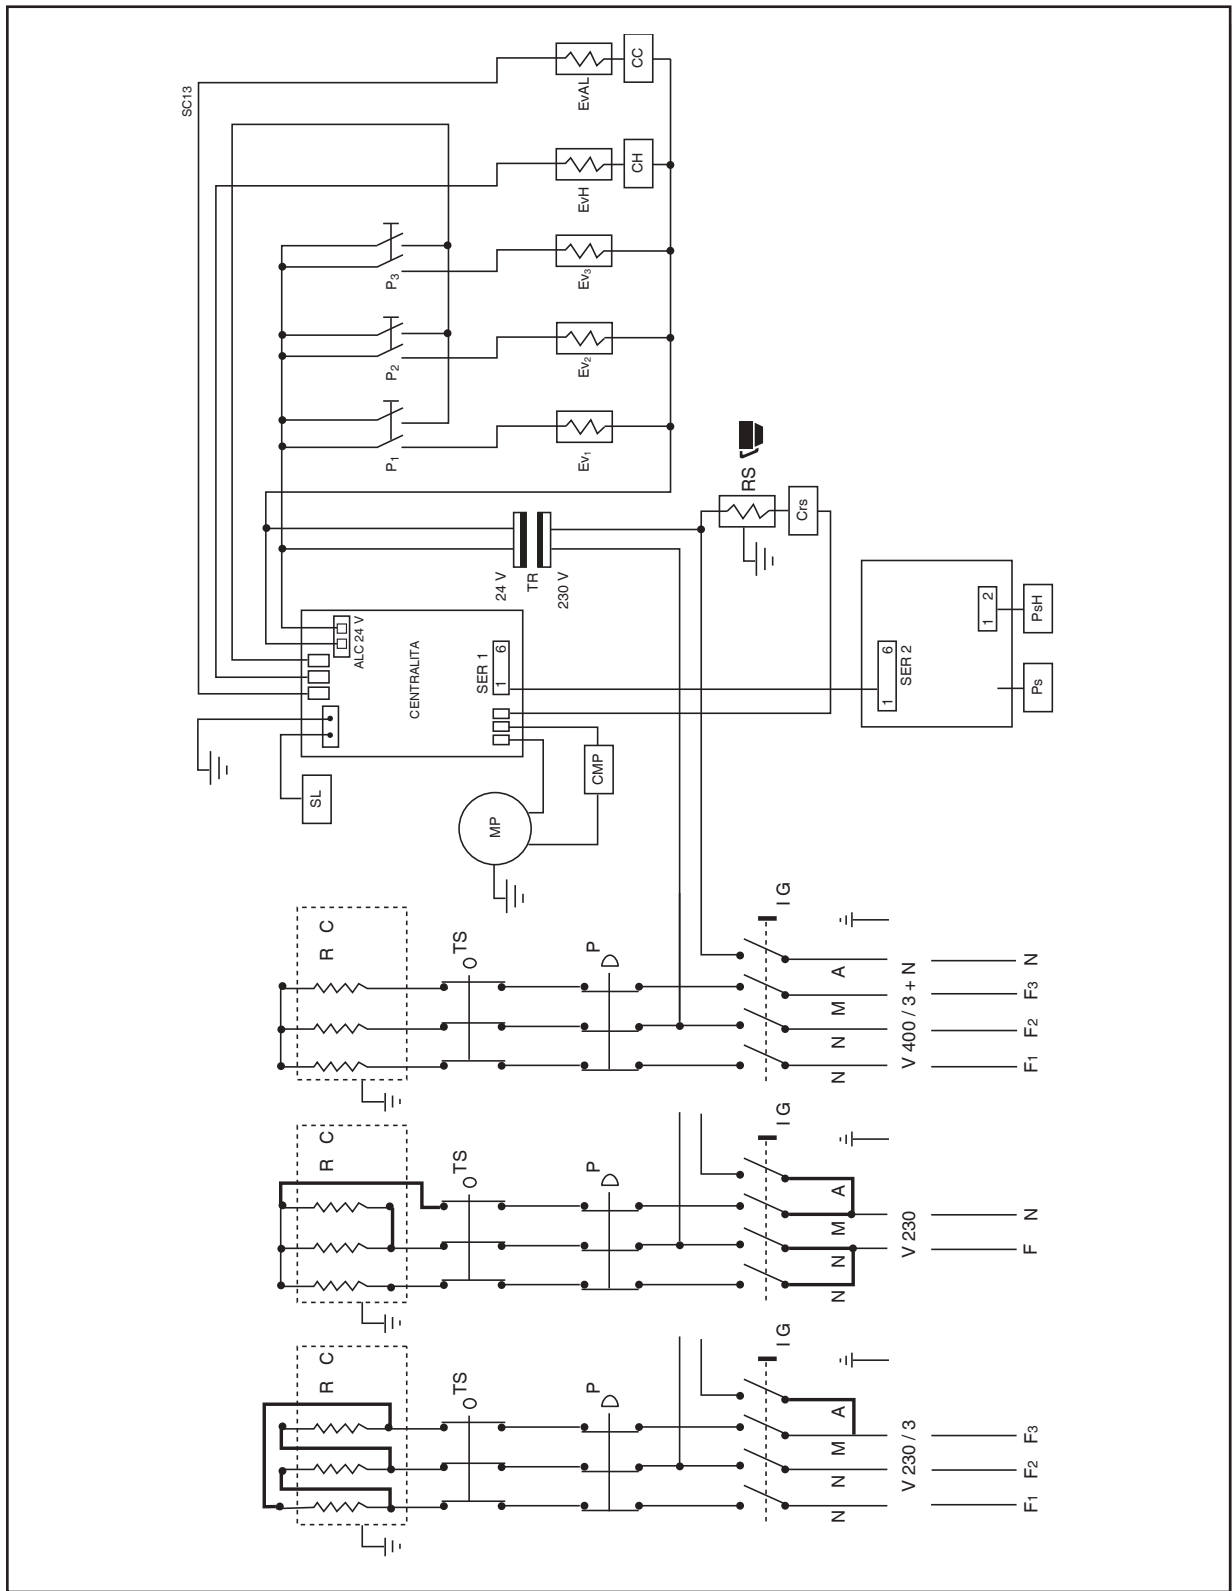 SC13
EvAL
CC
EvH
CH
P3
Ev3
P2
Ev2
P1
Ev1
RS
Crs
24 V
TR
230 V
ALC 24 V
CENTRALITA
SER 1
1 6
SER 2
1 6
1 2
PsH
Ps
SL
MP
CMP
R C
TS
P
I G
N N M A
V 400 / 3 + N
F1 F2 F3 N
R C
TS
P
I G
N N M A
V 230
F N
R C
TS
P
I G
N N M A
V 230 / 3
F1 F2 F3